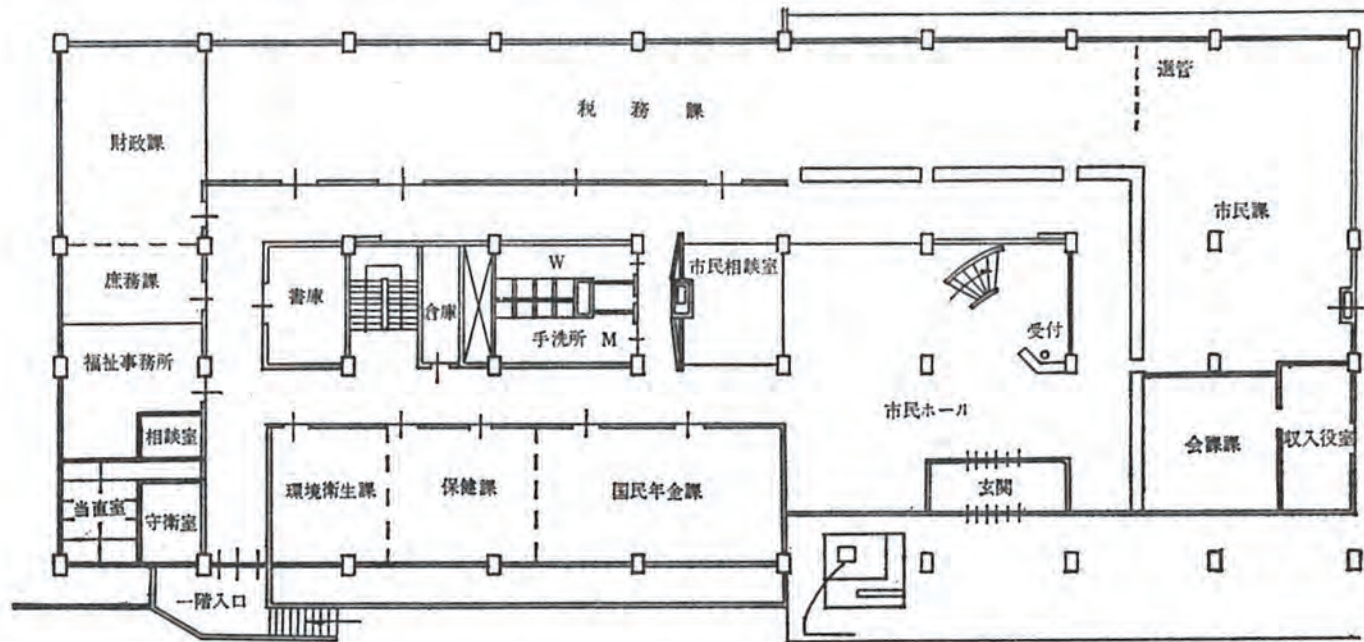 選管
税務課
財政課
市民課
庶務課
書庫
倉庫
W
手洗所 M
市民相談室
受付
福祉事務所
相談室
市民ホール
会課課
収入役室
環境衛生課
保健課
国民年金課
玄関
当直室
守衛室
一階入口